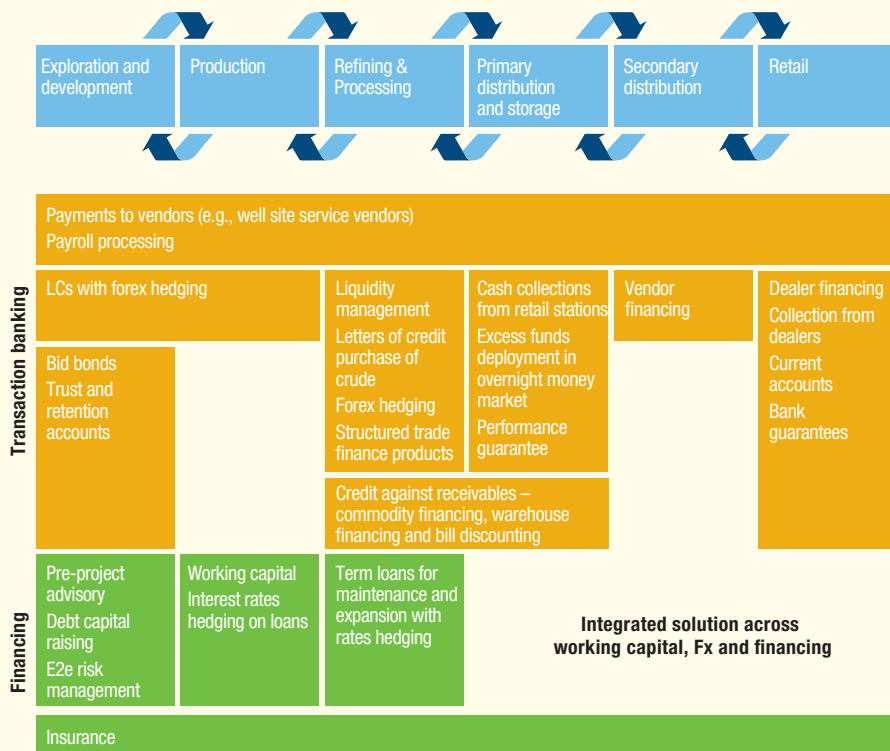 Exploration and
development
Production
Refining &
Processing
Primary
distribution
and storage
Secondary
distribution
Retail
Transaction banking
Payments to vendors (e.g., well site service vendors)
Payroll processing
LCs with forex hedging
Bid bonds
Trust and
retention
accounts
Liquidity
management
Letters of credit
purchase of
crude
Forex hedging
Structured trade
finance products
Cash collections
from retail stations
Excess funds
deployment in
overnight money
market
Performance
guarantee
Credit against receivables –
commodity financing, warehouse
financing and bill discounting
Vendor
financing
Dealer financing
Collection from
dealers
Current
accounts
Bank
guarantees
Financing
Pre-project
advisory
Debt capital
raising
E2e risk
management
Working capital
Interest rates
hedging on loans
Term loans for
maintenance and
expansion with
rates hedging
Integrated solution across
working capital, Fx and financing
Insurance